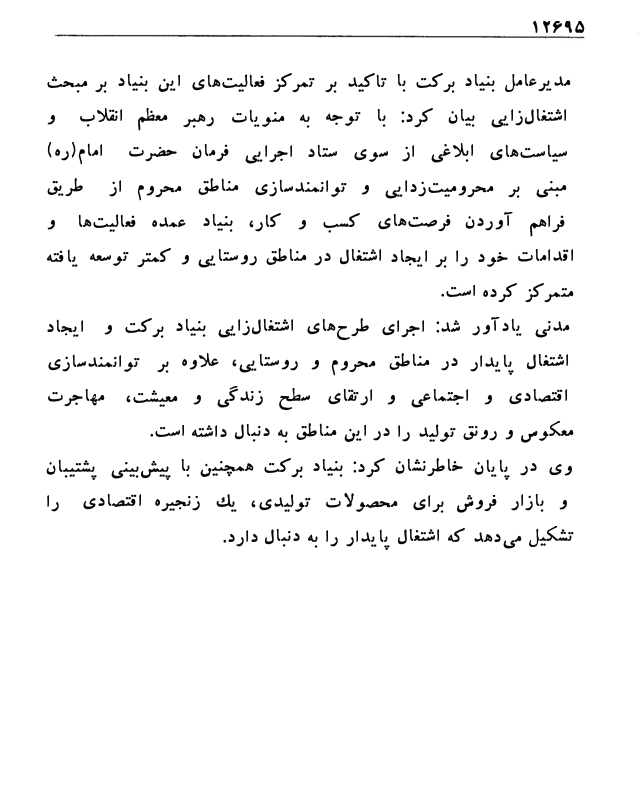 ۱۲۶۹۵
مدیرعامل بنیاد برکت با تاکید بر تمرکز فعالیت‌های این بنیاد بر مبحث
اشتغال‌زایی بیان کرد: با توجه به منویات رهبر معظم انقلاب و
سیاست‌های ابلاغی از سوی ستاد اجرایی فرمان حضرت امام(ره)
مبنی بر محرومیت‌زدایی و توانمندسازی مناطق محروم از طریق
فراهم آوردن فرصت‌های کسب و کار، بنیاد عمده فعالیت‌ها و
اقدامات خود را بر ایجاد اشتغال در مناطق روستایی و کمتر توسعه یافته
متمرکز کرده است.
مدنی یادآور شد: اجرای طرح‌های اشتغال‌زایی بنیاد برکت و ایجاد
اشتغال پایدار در مناطق محروم و روستایی، علاوه بر توانمندسازی
اقتصادی و اجتماعی و ارتقای سطح زندگی و معیشت، مهاجرت
معکوس و رونق تولید را در این مناطق به دنبال داشته است.
وی در پایان خاطرنشان کرد: بنیاد برکت همچنین با پیش‌بینی پشتیبان
و بازار فروش برای محصولات تولیدی، یك زنجیره اقتصادی را
تشکیل می‌دهد که اشتغال پایدار را به دنبال دارد.